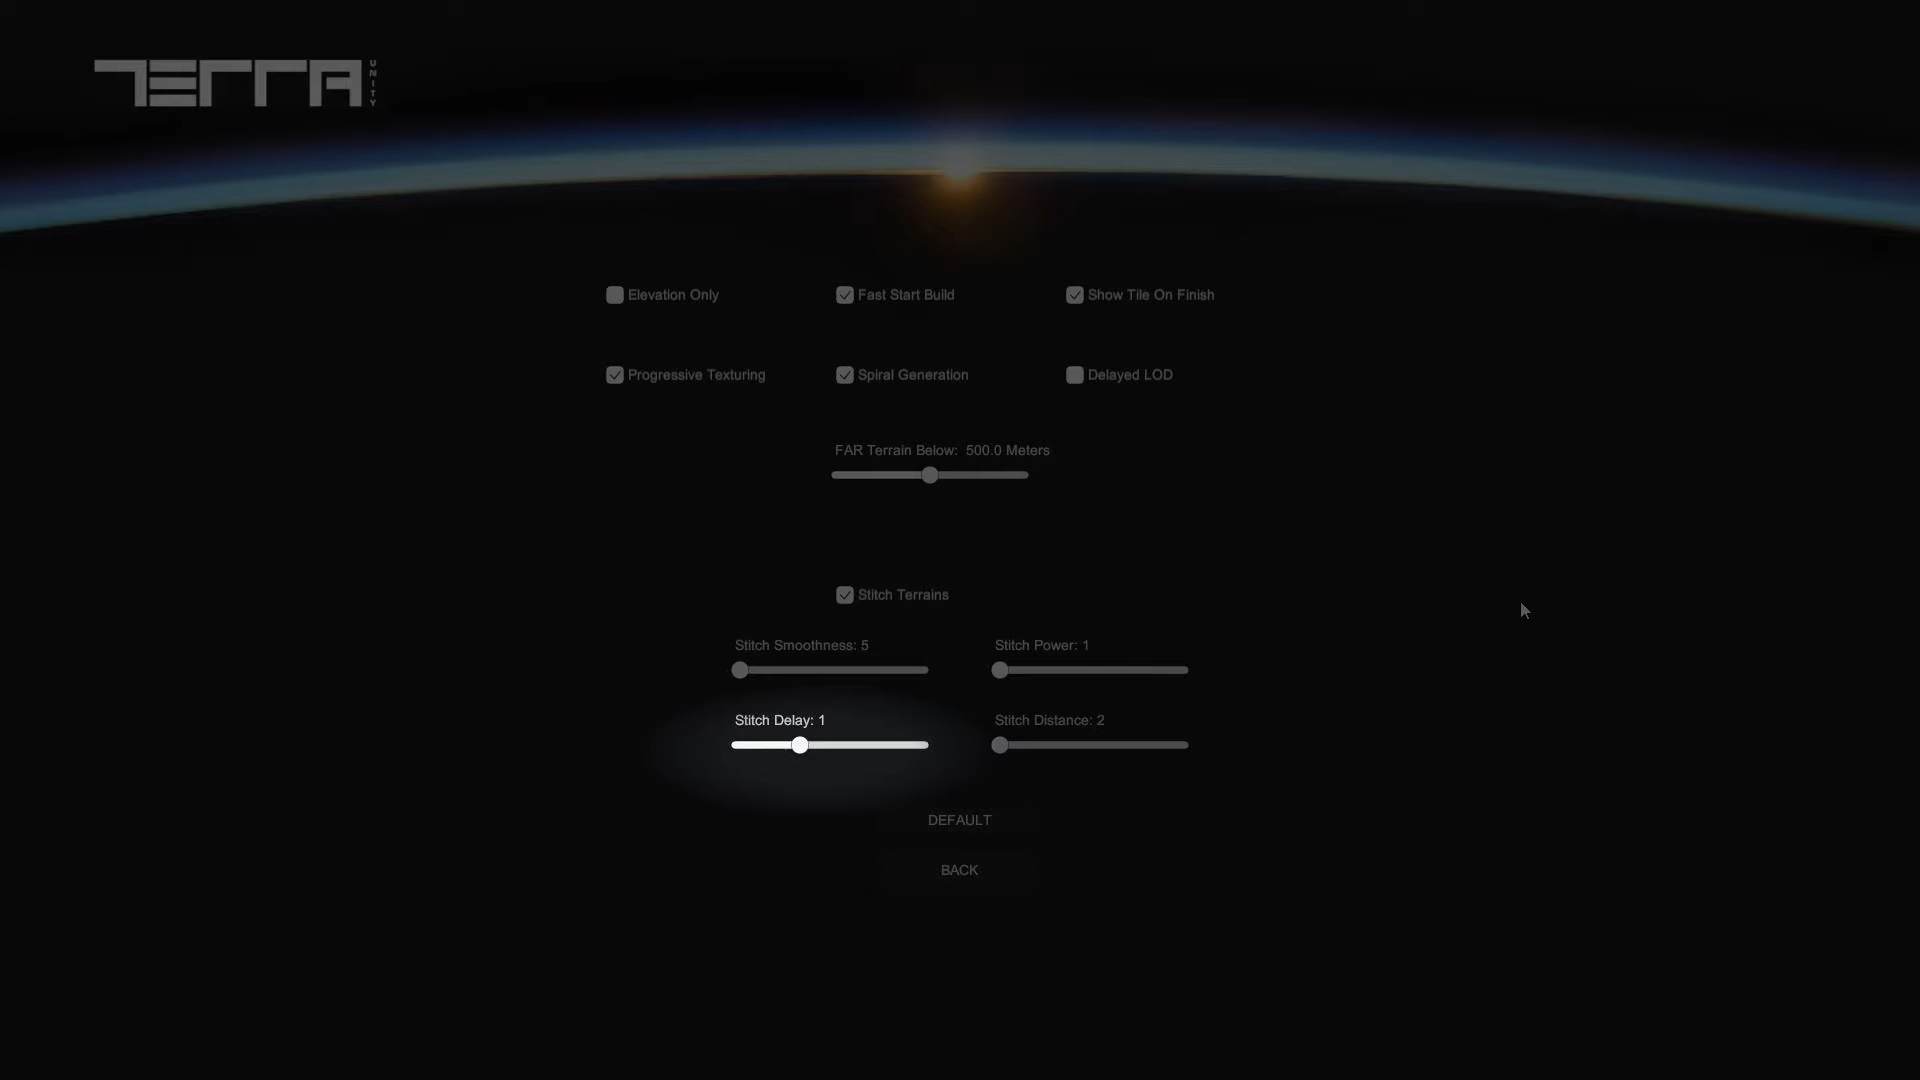 TERRA UNITY
Elevation Only
Fast Start Build
Show Tile On Finish
Progressive Texturing
Spiral Generation
Delayed LOD
FAR Terrain Below: 500.0 Meters
Stitch Terrains
Stitch Smoothness: 5
Stitch Power: 1
Stitch Delay: 1
Stitch Distance: 2
DEFAULT
BACK